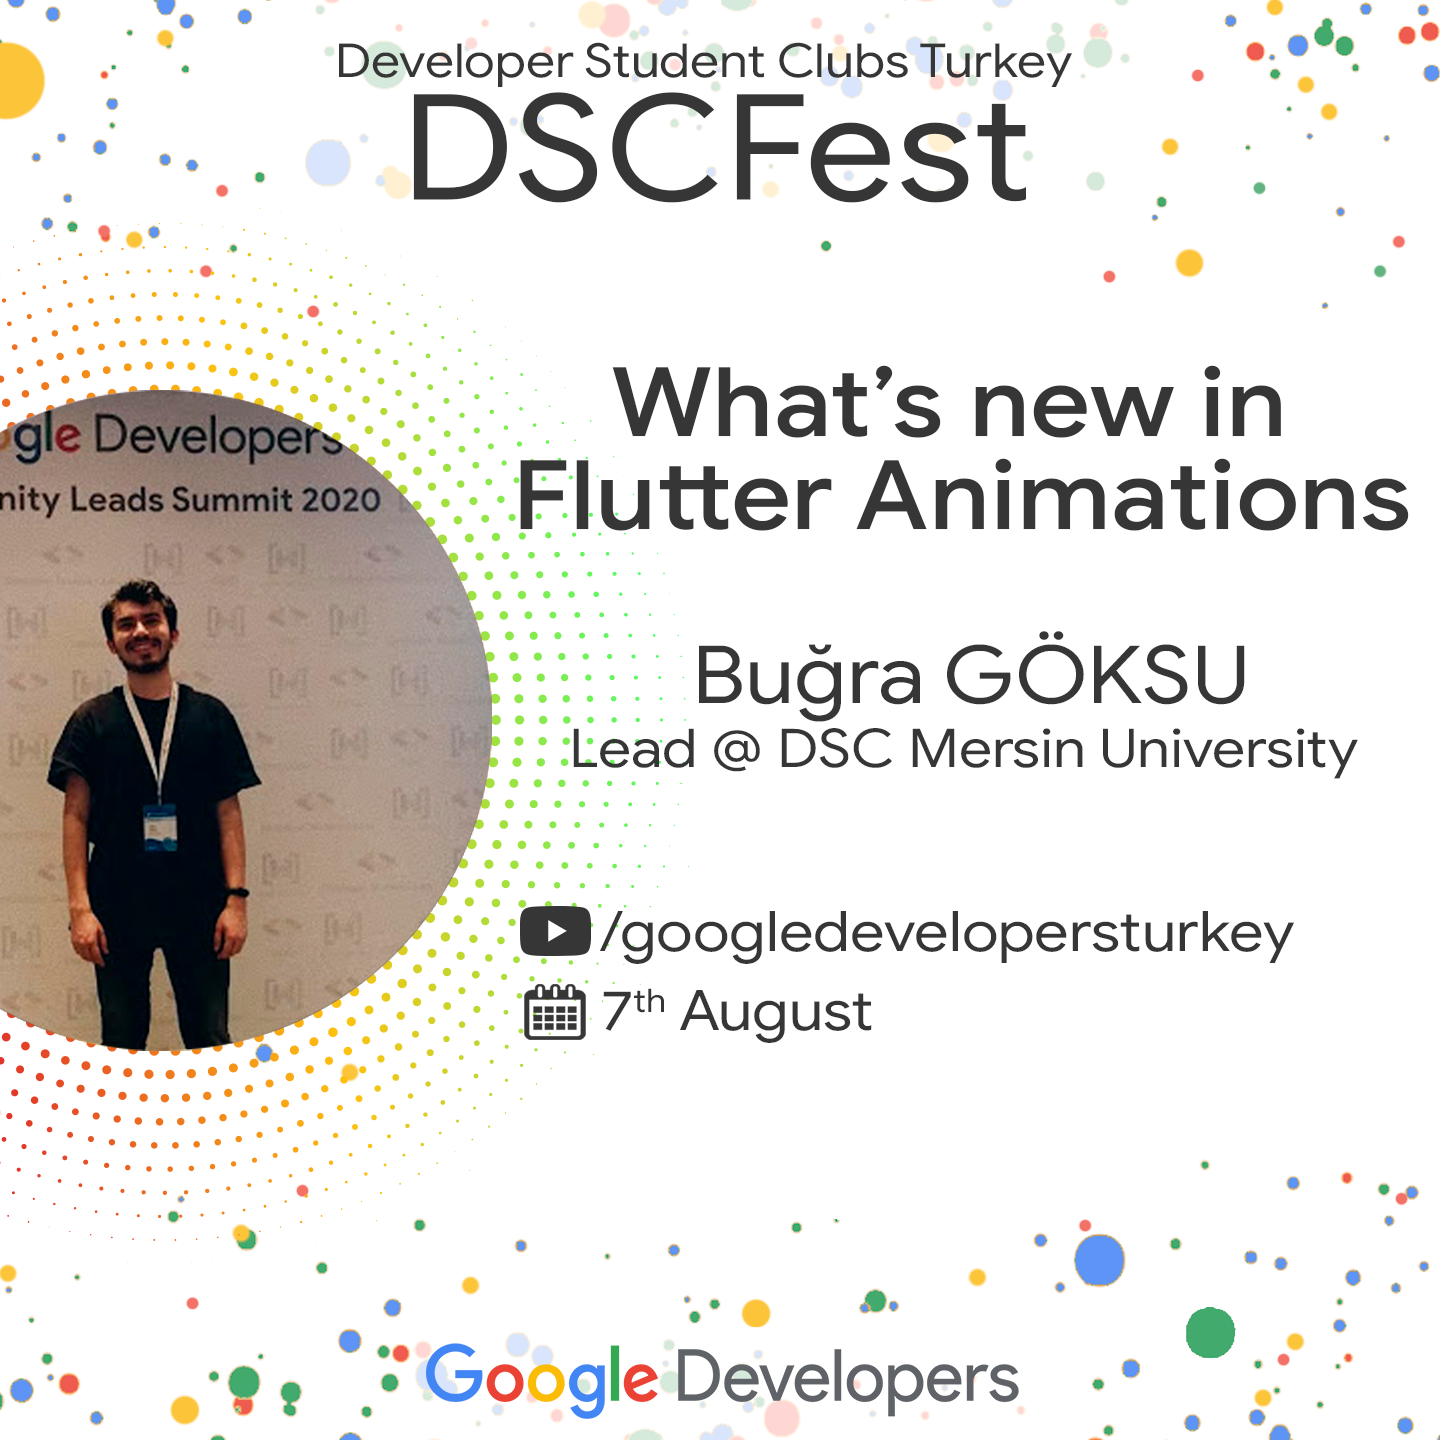 Developer Student Clubs Turkey
DSCFest
gle Developers
nity Leads Summit 2020
What's new in
Flutter Animations
Buğra GÖKSU
Lead @ DSC Mersin University
/googledevelopersturkey
7th August
Google Developers